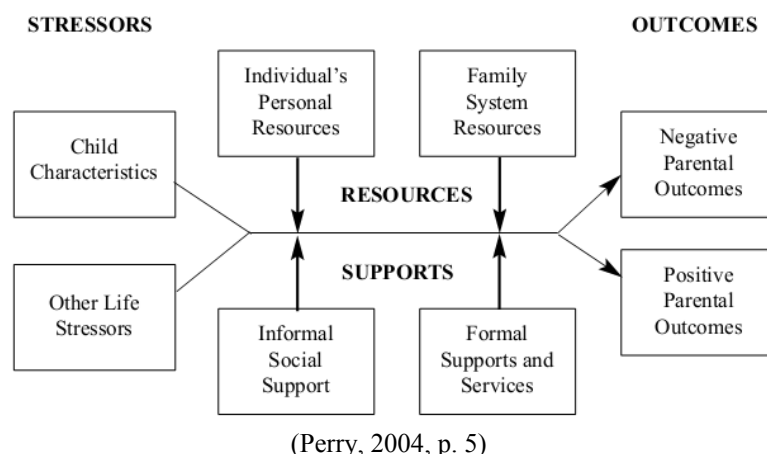 STRESSORS
OUTCOMES
Individual's
Personal
Resources
Family
System
Resources
Child
Characteristics
Negative
Parental
Outcomes
RESOURCES
SUPPORTS
Other Life
Stressors
Positive
Parental
Outcomes
Informal
Social
Support
Formal
Supports and
Services
(Perry, 2004, p. 5)